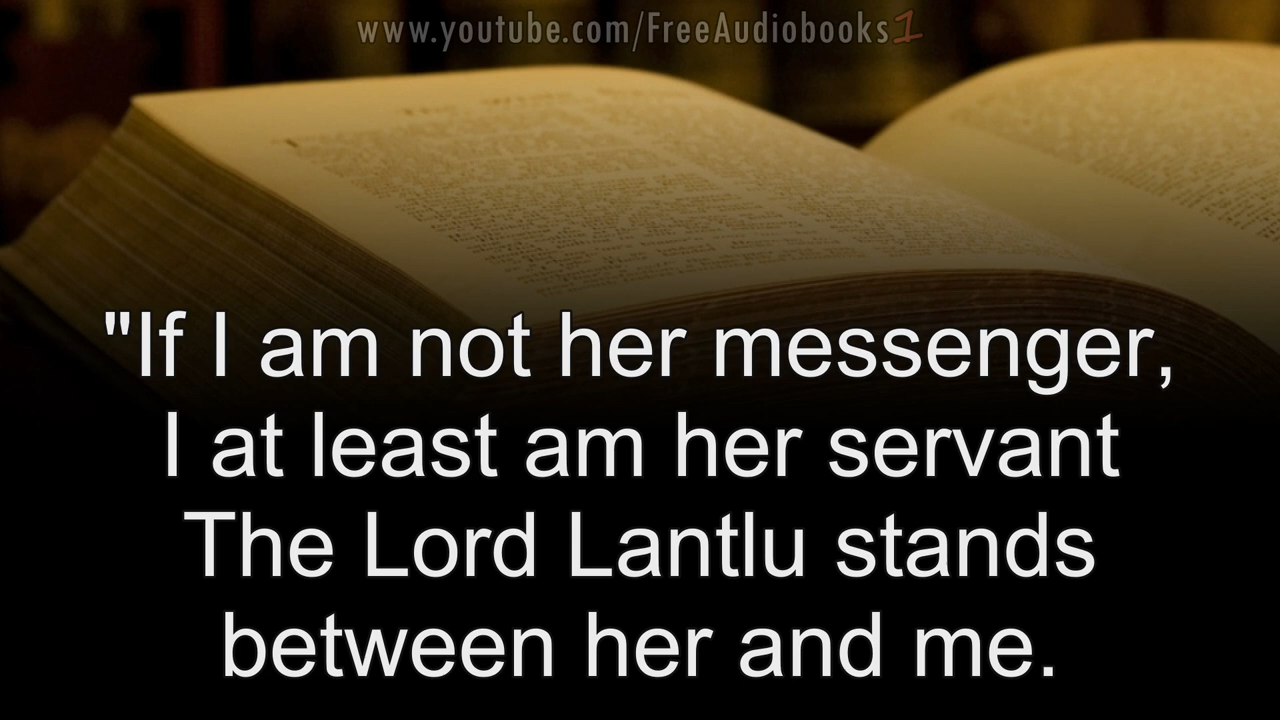 www.youtube.com/FreeAudiobooks1
"If I am not her messenger,
I at least am her servant
The Lord Lantlu stands
between her and me.